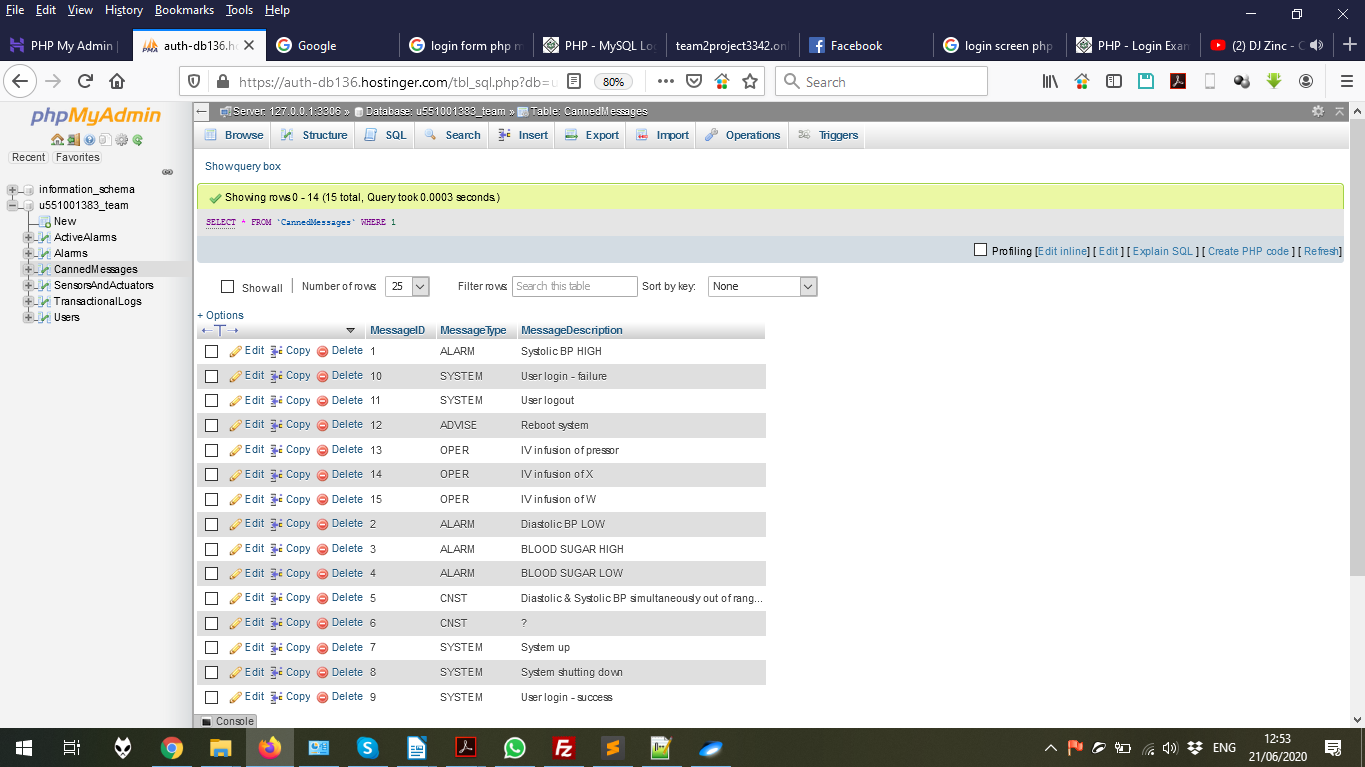 File Edit View History Bookmarks Tools Help
PHP My Admin | auth-db136.ho Google login form php m PHP - MySQL Lo team2project3342.onl Facebook login screen php PHP - Login Exam (2) DJ Zinc - C
https://auth-db136.hostinger.com/tbl_sql.php?db=u 80% Search
phpMyAdmin
Recent Favorites
information_schema
u551001383_team
New
ActiveAlarms
Alarms
CannedMessages
SensorsAndActuators
TransactionalLogs
Users
Server: 127.0.0.1:3306 » Database: u551001383_team » Table: CannedMessages
Browse Structure SQL Search Insert Export Import Operations Triggers
Show query box
Showing rows 0 - 14 (15 total, Query took 0.0003 seconds.)
SELECT * FROM `CannedMessages` WHERE 1
Profiling [Edit inline] [ Edit ] [ Explain SQL ] [ Create PHP code ] [ Refresh]
Show all | Number of rows: 25 Filter rows: Search this table Sort by key: None
+ Options
←T→ MessageID MessageType MessageDescription
Edit Copy Delete 1 ALARM Systolic BP HIGH
Edit Copy Delete 10 SYSTEM User login - failure
Edit Copy Delete 11 SYSTEM User logout
Edit Copy Delete 12 ADVISE Reboot system
Edit Copy Delete 13 OPER IV infusion of pressor
Edit Copy Delete 14 OPER IV infusion of X
Edit Copy Delete 15 OPER IV infusion of W
Edit Copy Delete 2 ALARM Diastolic BP LOW
Edit Copy Delete 3 ALARM BLOOD SUGAR HIGH
Edit Copy Delete 4 ALARM BLOOD SUGAR LOW
Edit Copy Delete 5 CNST Diastolic & Systolic BP simultaneously out of rang...
Edit Copy Delete 6 CNST ?
Edit Copy Delete 7 SYSTEM System up
Edit Copy Delete 8 SYSTEM System shutting down
Edit Copy Delete 9 SYSTEM User login - success
Console
ENG 12:53
21/06/2020